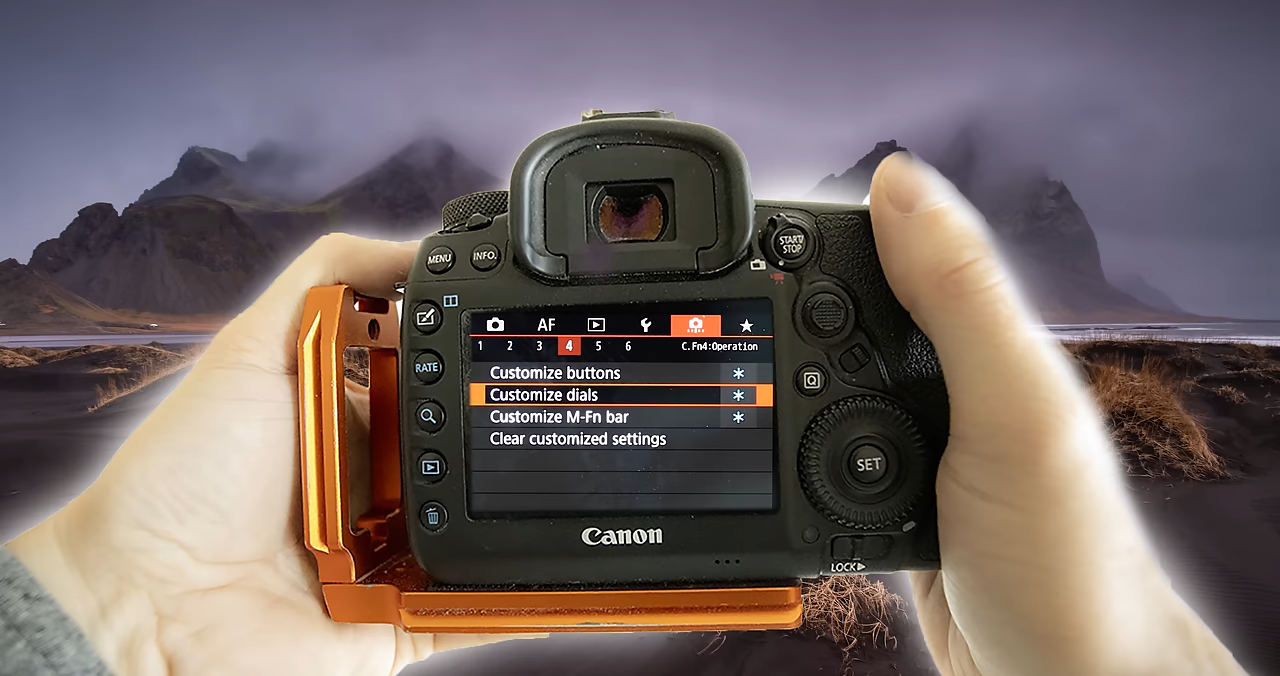 START/
STOP
MENU
INFO.
RATE
AF
1 2 3 4 5 6 C.Fn4:Operation
Customize buttons *
Customize dials *
Customize M-Fn bar *
Clear customized settings
Q
SET
Canon
LOCK▶